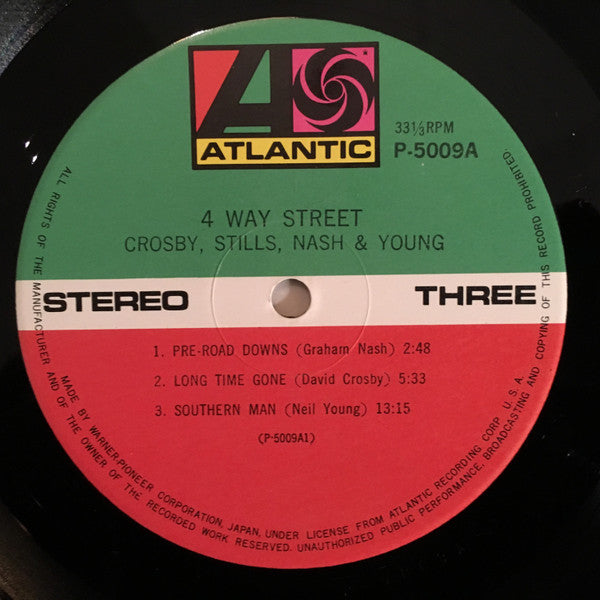 ATLANTIC
33⅓RPM
P-5009A
4 WAY STREET
CROSBY, STILLS, NASH & YOUNG
STEREO
THREE
1. PRE-ROAD DOWNS (Graham Nash) 2:48
2. LONG TIME GONE (David Crosby) 5:33
3. SOUTHERN MAN (Neil Young) 13:15
(P-5009A1)
MADE BY WARNER-PIONEER CORPORATION, JAPAN, UNDER LICENSE FROM ATLANTIC RECORDING CORP. U.S.A.
ALL RIGHTS OF THE MANUFACTURER AND OF THE OWNER OF THE RECORDED WORK RESERVED. UNAUTHORIZED PUBLIC PERFORMANCE, BROADCASTING AND COPYING OF THIS RECORD PROHIBITED.